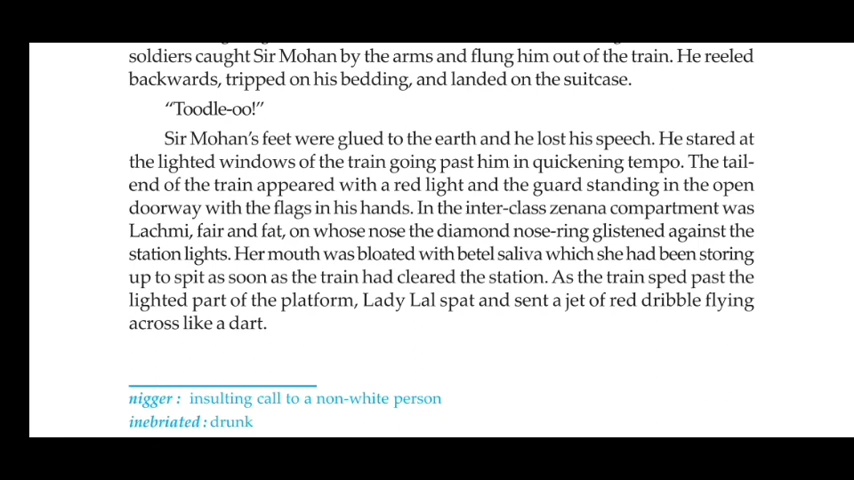 soldiers caught Sir Mohan by the arms and flung him out of the train. He reeled
backwards, tripped on his bedding, and landed on the suitcase.
“Toodle-oo!”
Sir Mohan’s feet were glued to the earth and he lost his speech. He stared at
the lighted windows of the train going past him in quickening tempo. The tail-
end of the train appeared with a red light and the guard standing in the open
doorway with the flags in his hands. In the inter-class zenana compartment was
Lachmi, fair and fat, on whose nose the diamond nose-ring glistened against the
station lights. Her mouth was bloated with betel saliva which she had been storing
up to spit as soon as the train had cleared the station. As the train sped past the
lighted part of the platform, Lady Lal spat and sent a jet of red dribble flying
across like a dart.
nigger : insulting call to a non-white person
inebriated : drunk